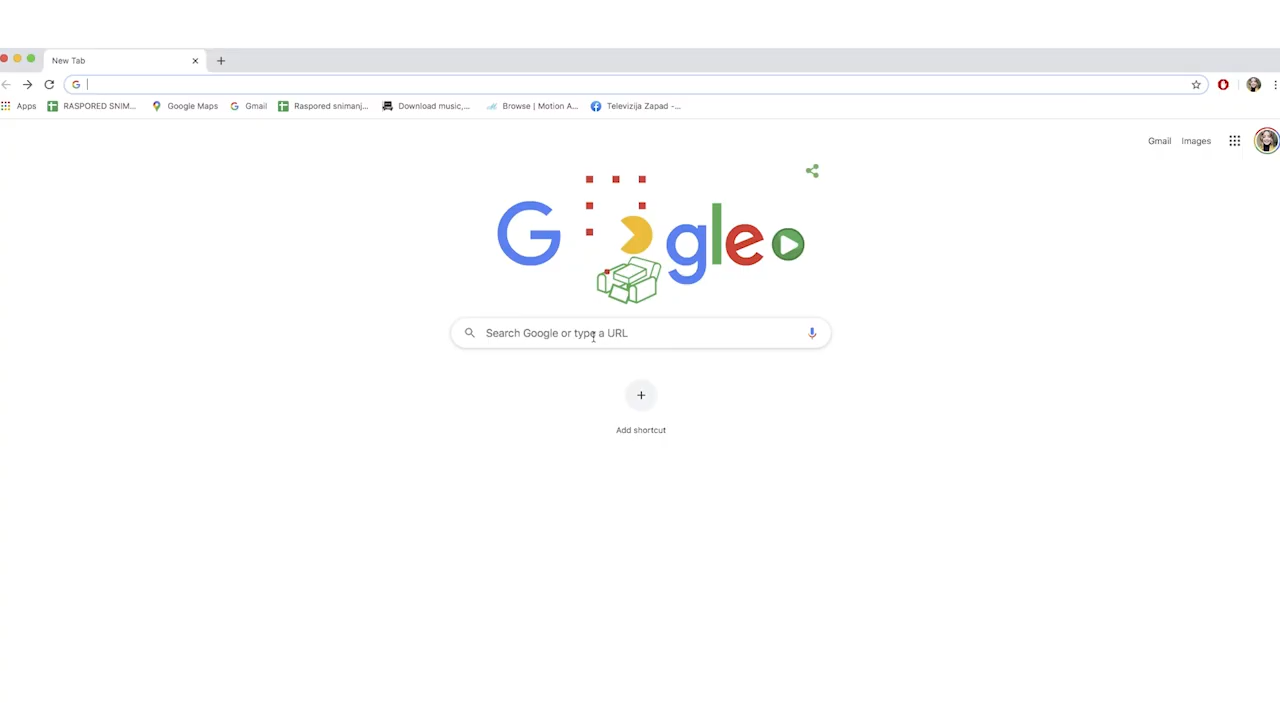 New Tab
Apps RASPORED SNIM... Google Maps Gmail Raspored snimanj... Download music,... Browse | Motion A... Televizija Zapad -...
Gmail Images
G gle
Search Google or type a URL
Add shortcut